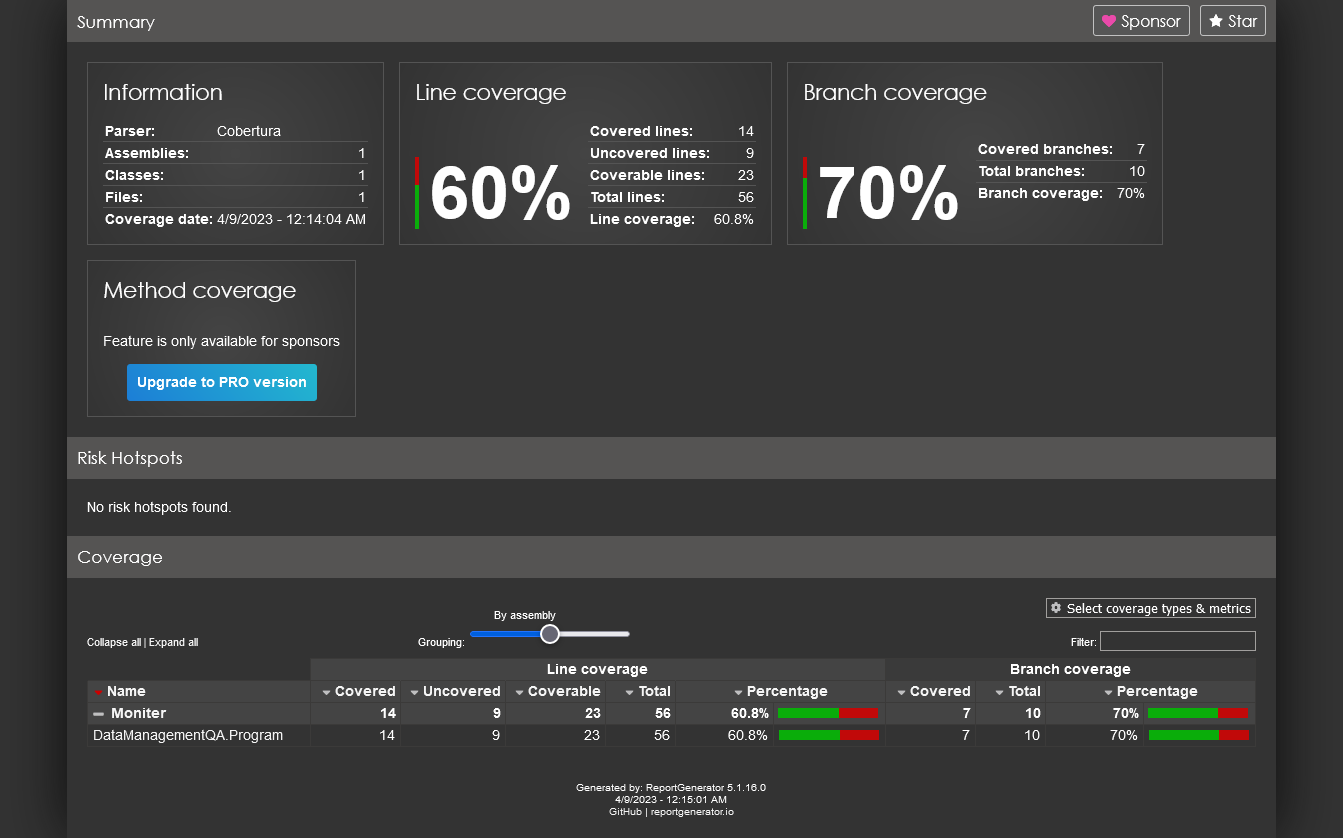 Summary
Sponsor
Star
Information
Parser: Cobertura
Assemblies: 1
Classes: 1
Files: 1
Coverage date: 4/9/2023 - 12:14:04 AM
Line coverage
60%
Covered lines: 14
Uncovered lines: 9
Coverable lines: 23
Total lines: 56
Line coverage: 60.8%
Branch coverage
70%
Covered branches: 7
Total branches: 10
Branch coverage: 70%
Method coverage
Feature is only available for sponsors
Upgrade to PRO version
Risk Hotspots
No risk hotspots found.
Coverage
Collapse all | Expand all
By assembly
Grouping:
Select coverage types & metrics
Filter:
Line coverage Branch coverage
Name Covered Uncovered Coverable Total Percentage Covered Total Percentage
Moniter 14 9 23 56 60.8% 7 10 70%
DataManagementQA.Program 14 9 23 56 60.8% 7 10 70%
Generated by: ReportGenerator 5.1.16.0
4/9/2023 - 12:15:01 AM
GitHub | reportgenerator.io